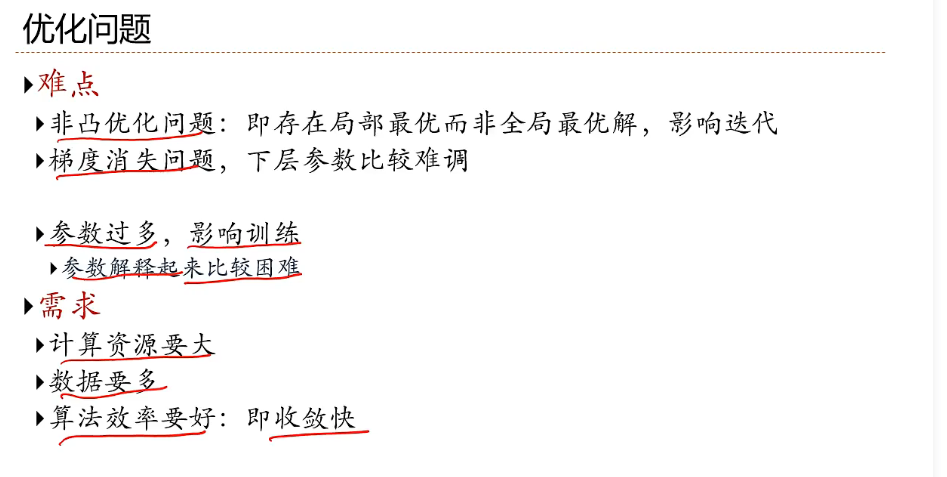 优化问题
难点
非凸优化问题：即存在局部最优而非全局最优解，影响迭代
梯度消失问题，下层参数比较难调
参数过多，影响训练
参数解释起来比较困难
需求
计算资源要大
数据要多
算法效率要好：即收敛快